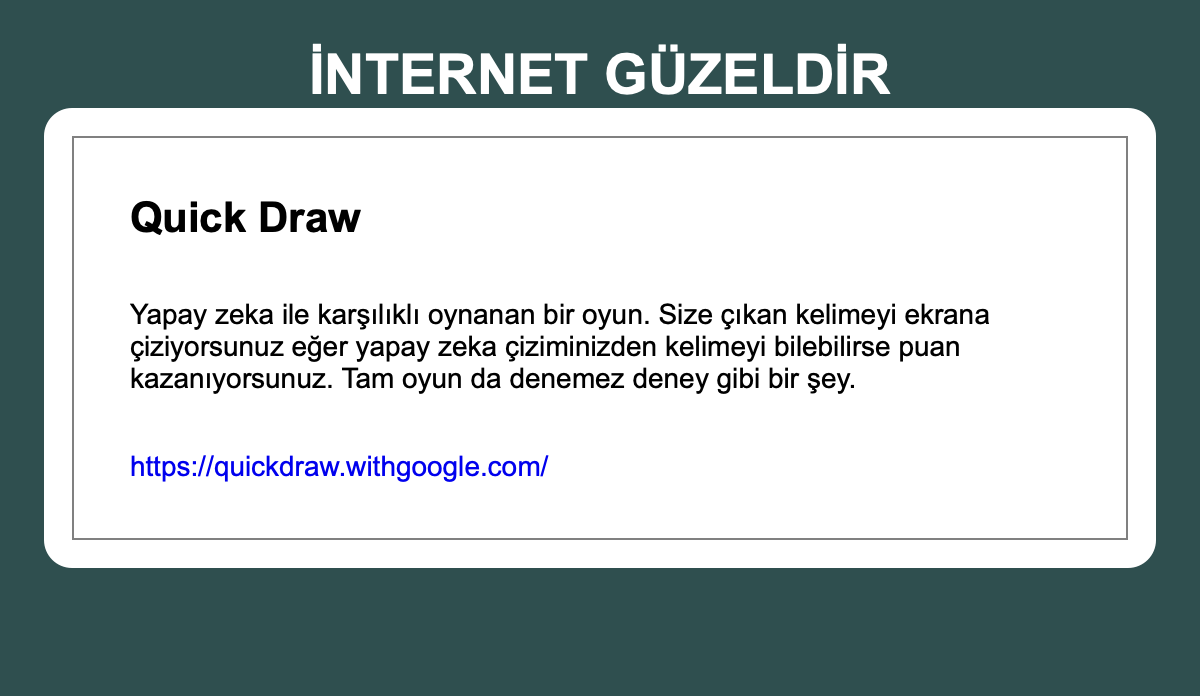 İNTERNET GÜZELDİR
Quick Draw
Yapay zeka ile karşılıklı oynanan bir oyun. Size çıkan kelimeyi ekrana
çiziyorsunuz eğer yapay zeka çiziminizden kelimeyi bilebilirse puan
kazanıyorsunuz. Tam oyun da denemez deney gibi bir şey.
https://quickdraw.withgoogle.com/